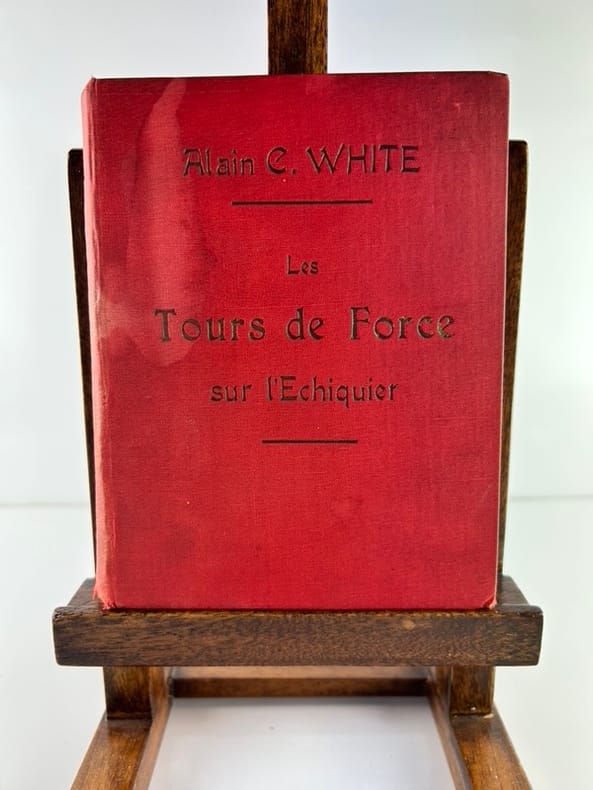 Alain C. WHITE
Les
Tours de Force
sur l'Echiquier